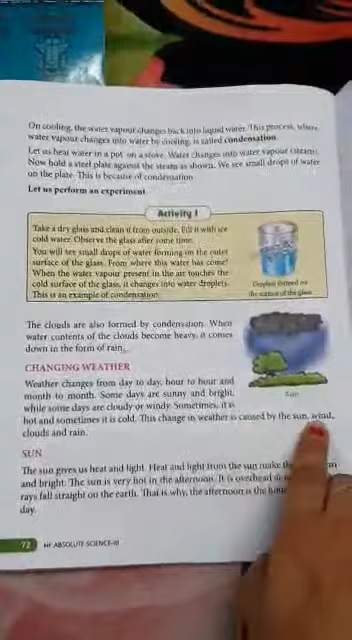 On cooling, the water vapour changes back into liquid water. This process, where
water vapour changes into water by cooling, is called condensation.
Let us heat water in a pot on a stove. Water changes into water vapour (steam).
Now hold a steel plate against the steam as shown. We see small drops of water
on the plate. This is because of condensation.
Let us perform an experiment
Activity 1
Take a dry glass and clean it from outside. Fill it with ice
cold water. Observe the glass after some time.
You will see small drops of water forming on the outer
surface of the glass. From where this water has come?
When the water vapour present in the air touches the
cold surface of the glass, it changes into water droplets.
This is an example of condensation.
Droplets formed on
the surface of the glass
The clouds are also formed by condensation. When
water contents of the clouds become heavy, it comes
down in the form of rain.
Rain
CHANGING WEATHER
Weather changes from day to day, hour to hour and
month to month. Some days are sunny and bright,
while some days are cloudy or windy. Sometimes, it is
hot and sometimes it is cold. This change in weather is caused by the sun, wind,
clouds and rain.
SUN
The sun gives us heat and light. Heat and light from the sun make
and bright. The sun is very hot in the afternoon. It is overhead
rays fall straight on the earth. That is why, the afternoon is the
day.
72
HF ABSOLUTE SCIENCE-III